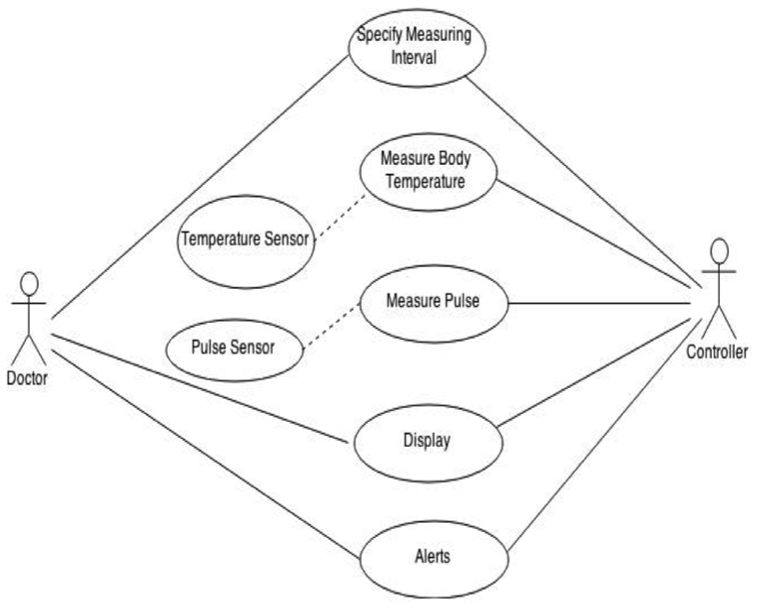 Specify Measuring
Interval
Measure Body
Temperature
Temperature Sensor
Measure Pulse
Pulse Sensor
Controller
Doctor
Display
Alerts